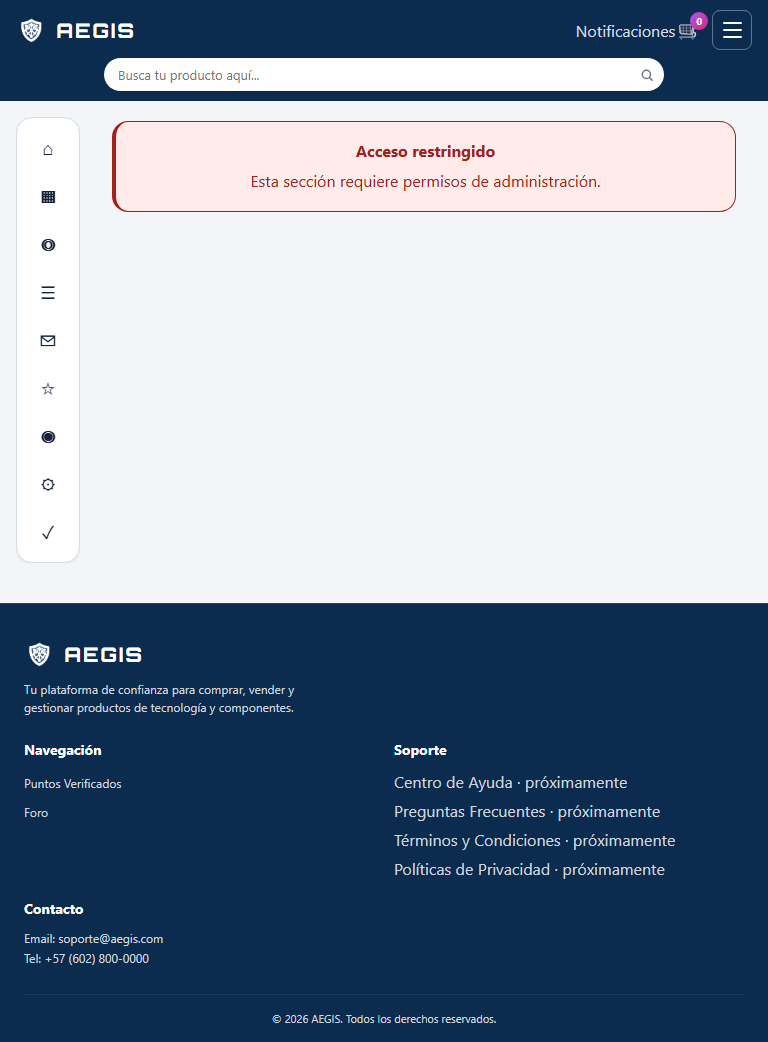 AEGIS
Notificaciones
0
Busca tu producto aquí...
Acceso restringido
Esta sección requiere permisos de administración.
AEGIS
Tu plataforma de confianza para comprar, vender y
gestionar productos de tecnología y componentes.
Navegación
Puntos Verificados
Foro
Soporte
Centro de Ayuda · próximamente
Preguntas Frecuentes · próximamente
Términos y Condiciones · próximamente
Políticas de Privacidad · próximamente
Contacto
Email: soporte@aegis.com
Tel: +57 (602) 800-0000
© 2026 AEGIS. Todos los derechos reservados.